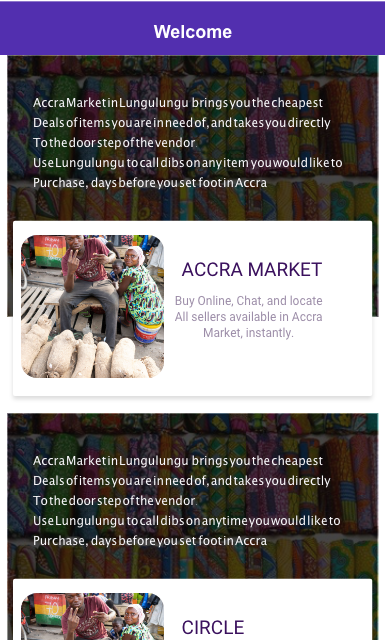 Welcome
Accra Market in Lungulungu brings you the cheapest
Deals of items you are in need of, and takes you directly
To the door step of the vendor.
Use Lungulungu to call dibs on any item you would like to
Purchase, days before you set foot in Accra
ACCRA MARKET
Buy Online, Chat, and locate
All sellers available in Accra
Market, instantly.
Accra Market in Lungulungu brings you the cheapest
Deals of items you are in need of, and takes you directly
To the door step of the vendor.
Use Lungulungu to call dibs on anytime you would like to
Purchase, days before you set foot in Accra
CIRCLE